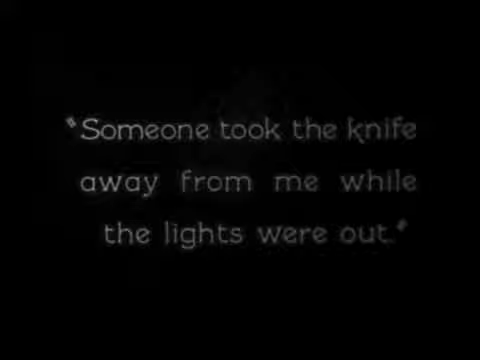 "Someone took the knife
away from me while
the lights were out."